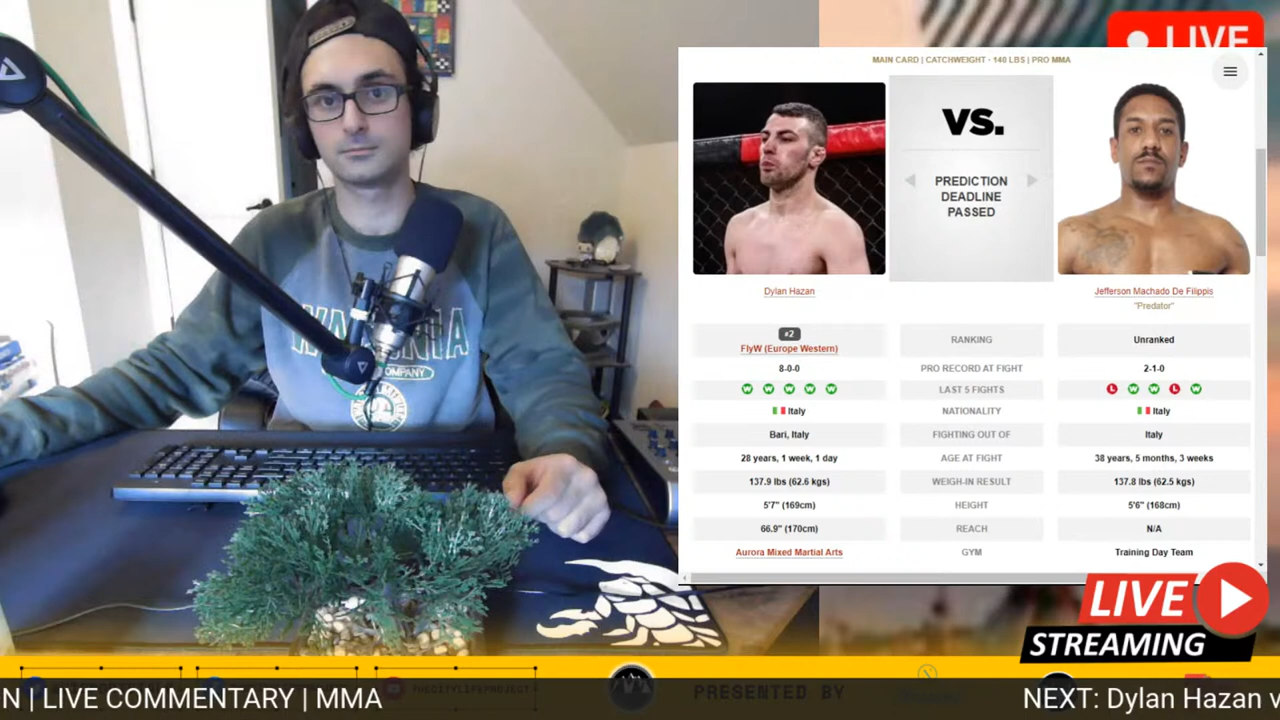 LIVE
MAIN CARD | CATCHWEIGHT · 140 LBS | PRO MMA
VS.
PREDICTION
DEADLINE
PASSED
Dylan Hazan
Jefferson Machado De Filippis
"Predator"
#2
FlyW (Europe Western)
RANKING
Unranked
8-0-0
PRO RECORD AT FIGHT
2-1-0
W W W W W
LAST 5 FIGHTS
L W W L W
Italy
NATIONALITY
Italy
Bari, Italy
FIGHTING OUT OF
Italy
28 years, 1 week, 1 day
AGE AT FIGHT
38 years, 5 months, 3 weeks
137.9 lbs (62.6 kgs)
WEIGH-IN RESULT
137.8 lbs (62.5 kgs)
5'7" (169cm)
HEIGHT
5'6" (168cm)
66.9" (170cm)
REACH
N/A
Aurora Mixed Martial Arts
GYM
Training Day Team
COMPANY
LIVE
STREAMING
THECITYLIFEPROJECT
PRESENTED BY
N | LIVE COMMENTARY | MMA
NEXT: Dylan Hazan v